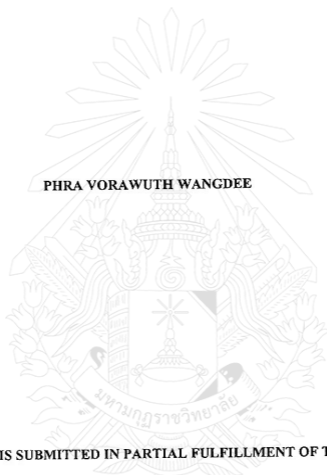 PHRA VORAWUTH WANGDEE
มหามกุฏราชวิทยาลัย
IS SUBMITTED IN PARTIAL FULFILLMENT OF T